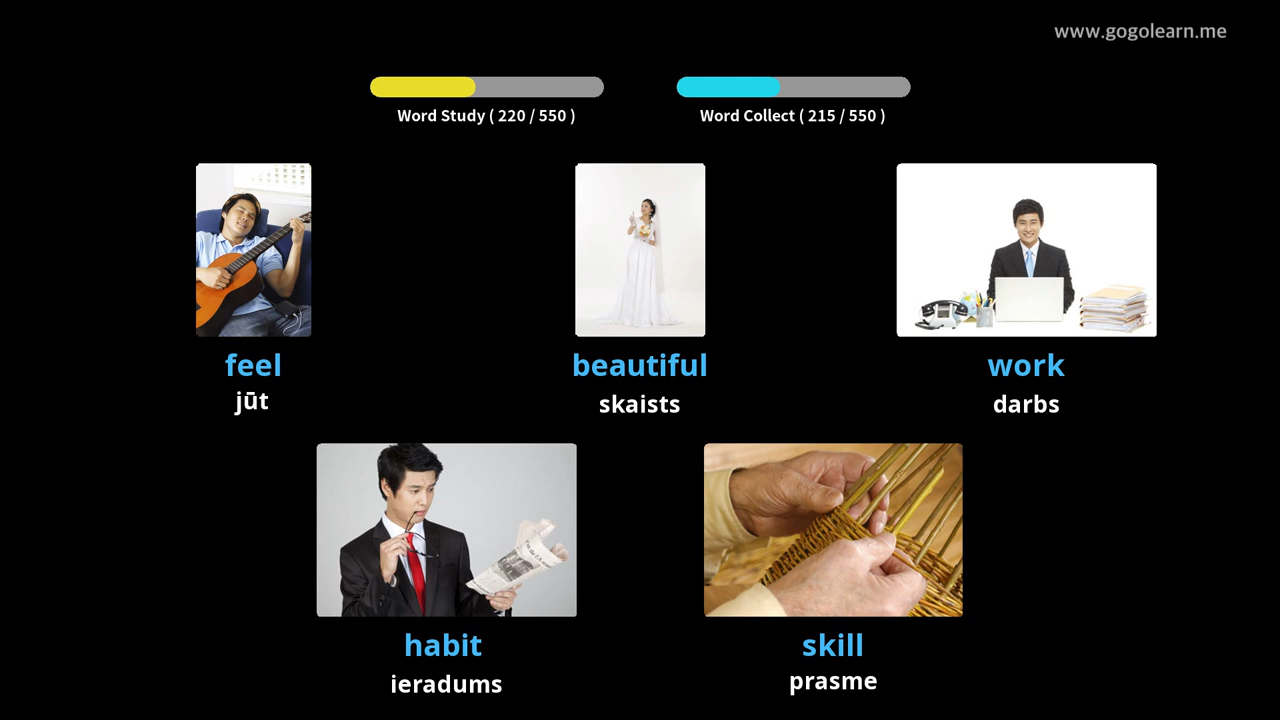 www.gogolearn.me
Word Study ( 220 / 550 )
Word Collect ( 215 / 550 )
feel
jūt
beautiful
skaists
work
darbs
habit
ieradums
skill
prasme